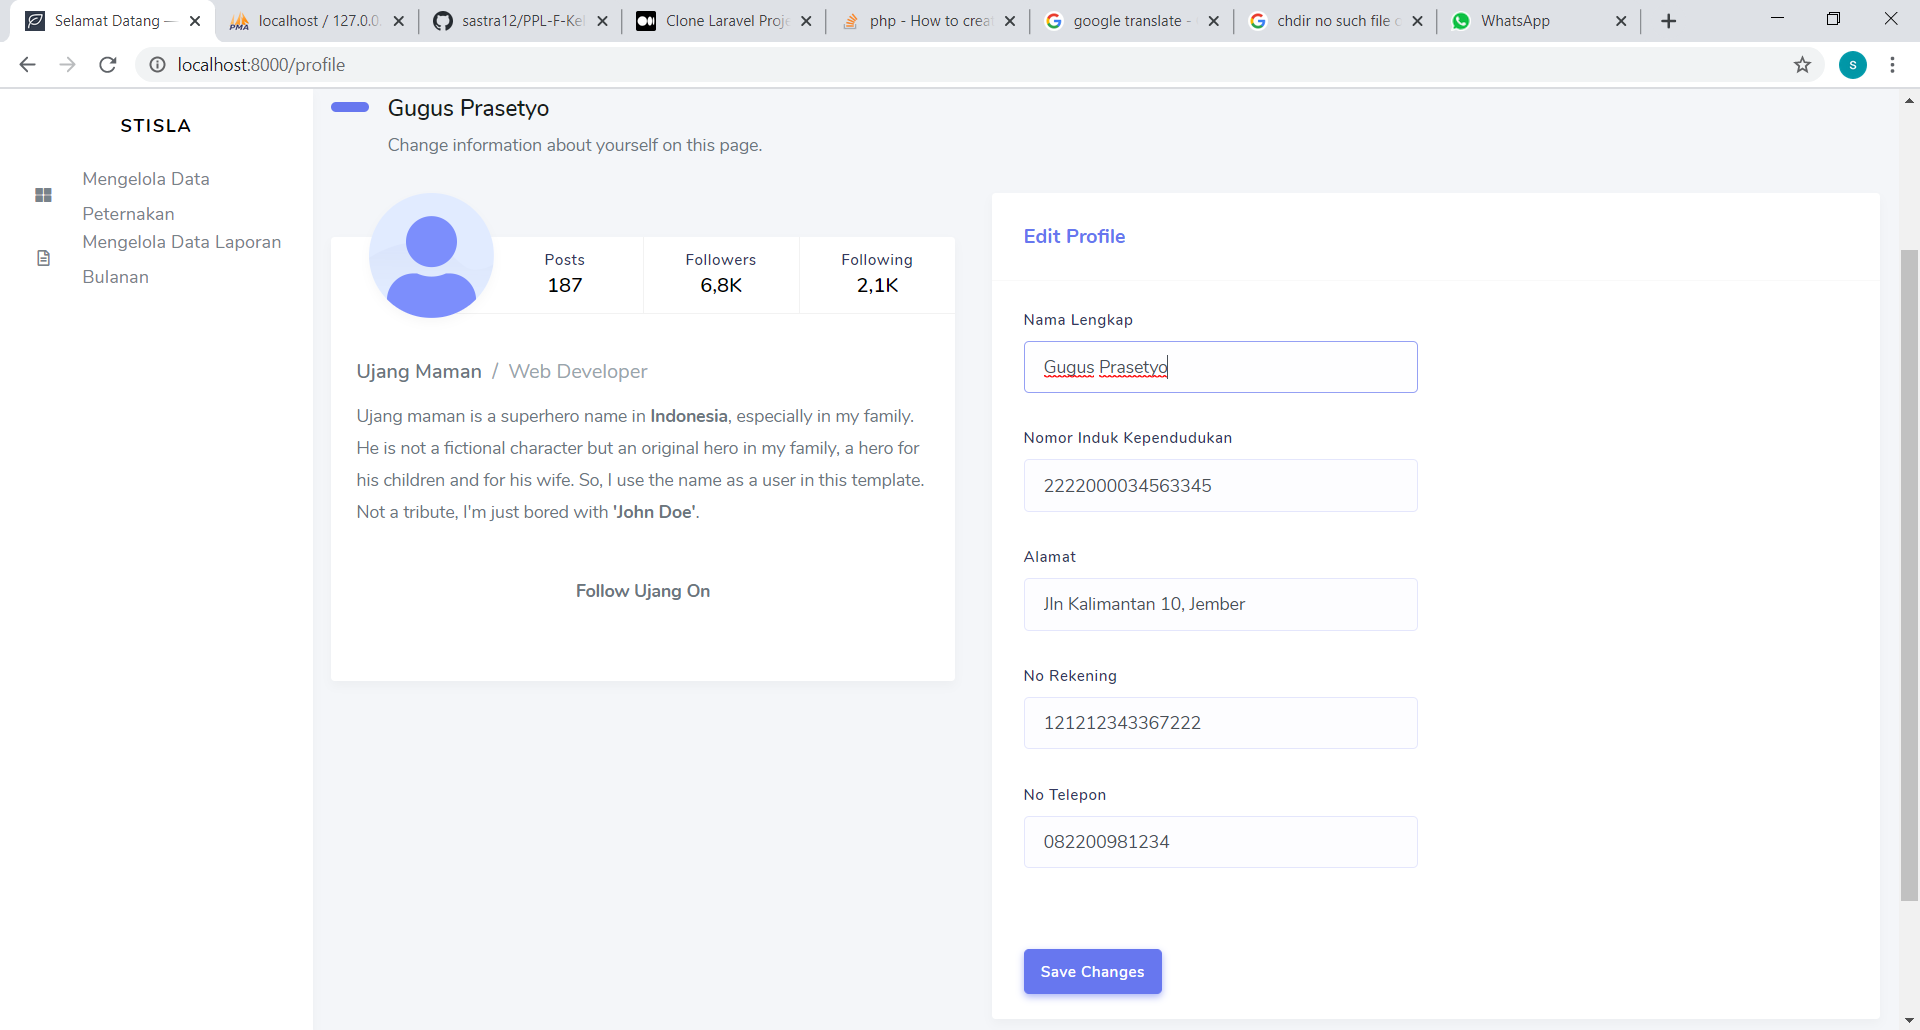 Selamat Datang —
localhost / 127.0.0
PMA
sastra12/PPL-F-Kel
Clone Laravel Proje
php - How to crea
google translate -
chdir no such file o
WhatsApp
localhost:8000/profile
s
STISLA
Mengelola Data
Peternakan
Mengelola Data Laporan
Bulanan
Gugus Prasetyo
Change information about yourself on this page.
Posts
187
Followers
6,8K
Following
2,1K
Ujang Maman / Web Developer
Ujang maman is a superhero name in Indonesia, especially in my family.
He is not a fictional character but an original hero in my family, a hero for
his children and for his wife. So, I use the name as a user in this template.
Not a tribute, I'm just bored with 'John Doe'.
Follow Ujang On
Edit Profile
Nama Lengkap
Gugus Prasetyo
Nomor Induk Kependudukan
2222000034563345
Alamat
Jln Kalimantan 10, Jember
No Rekening
121212343367222
No Telepon
082200981234
Save Changes